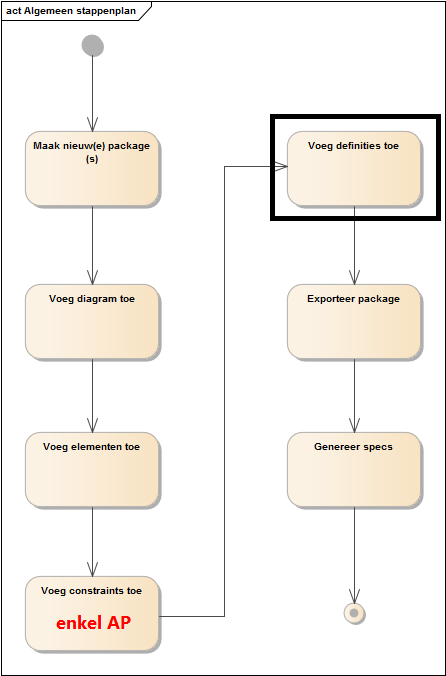 act Algemeen stappenplan
Maak nieuw(e) package
(s)
Voeg diagram toe
Voeg elementen toe
Voeg constraints toe
enkel AP
Voeg definities toe
Exporteer package
Genereer specs